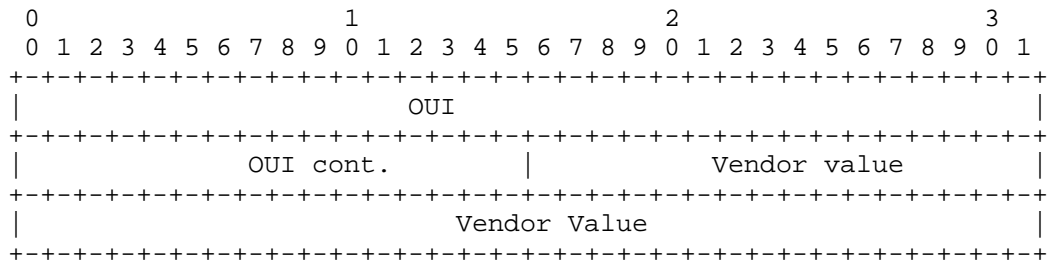 0                   1                   2                   3
 0 1 2 3 4 5 6 7 8 9 0 1 2 3 4 5 6 7 8 9 0 1 2 3 4 5 6 7 8 9 0 1
+-+-+-+-+-+-+-+-+-+-+-+-+-+-+-+-+-+-+-+-+-+-+-+-+-+-+-+-+-+-+-+-+
|                        OUI                                    |
+-+-+-+-+-+-+-+-+-+-+-+-+-+-+-+-+-+-+-+-+-+-+-+-+-+-+-+-+-+-+-+-+
|              OUI cont.        |           Vendor value        |
+-+-+-+-+-+-+-+-+-+-+-+-+-+-+-+-+-+-+-+-+-+-+-+-+-+-+-+-+-+-+-+-+
|                           Vendor Value                        |
+-+-+-+-+-+-+-+-+-+-+-+-+-+-+-+-+-+-+-+-+-+-+-+-+-+-+-+-+-+-+-+-+